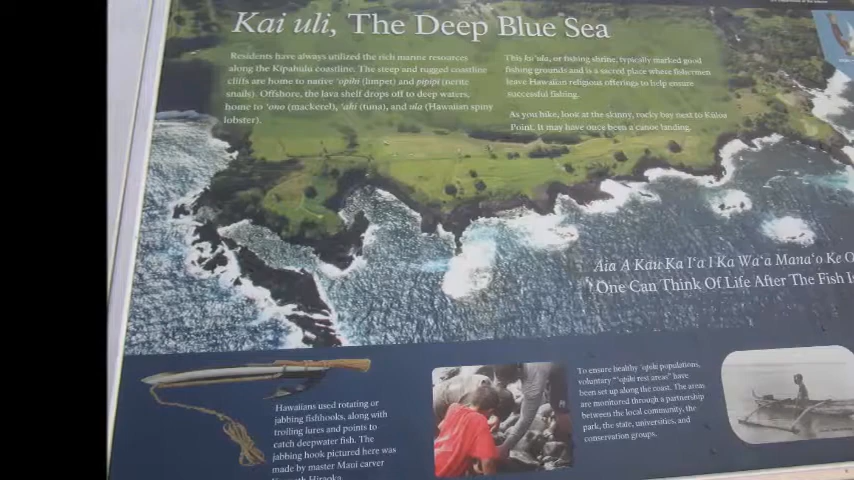 Kai uli, The Deep Blue Sea
Residents have always utilized the rich marine resources
along the Kīpahulu coastline. The steep and rugged coastline
cliffs are home to native 'opihi (limpet) and pipipi (nerite
snails). Offshore, the lava shelf drops off to deep waters,
home to 'ono (mackerel), 'ahi (tuna), and ula (Hawaiian spiny
lobster).
This ko'ula, or fishing shrine, typically marked good
fishing grounds and is a sacred place where fishermen
leave Hawaiian religious offerings to help ensure
successful fishing.
As you hike, look at the skinny, rocky bay next to Kūloa
Point. It may have once been a canoe landing.
Aia A Kau Ka I'a I Ka Wa'a Mana'o Ke O
One Can Think Of Life After The Fish Is
Hawaiians used rotating or
jabbing fishhooks, along with
trolling lures and points to
catch deepwater fish. The
jabbing hook pictured here was
made by master Maui carver
Hiraoka.
To ensure healthy 'opihi populations,
voluntary "'opihi rest areas" have
been set up along the coast. The areas
are monitored through a partnership
between the local community, the
park, the state, universities, and
conservation groups.